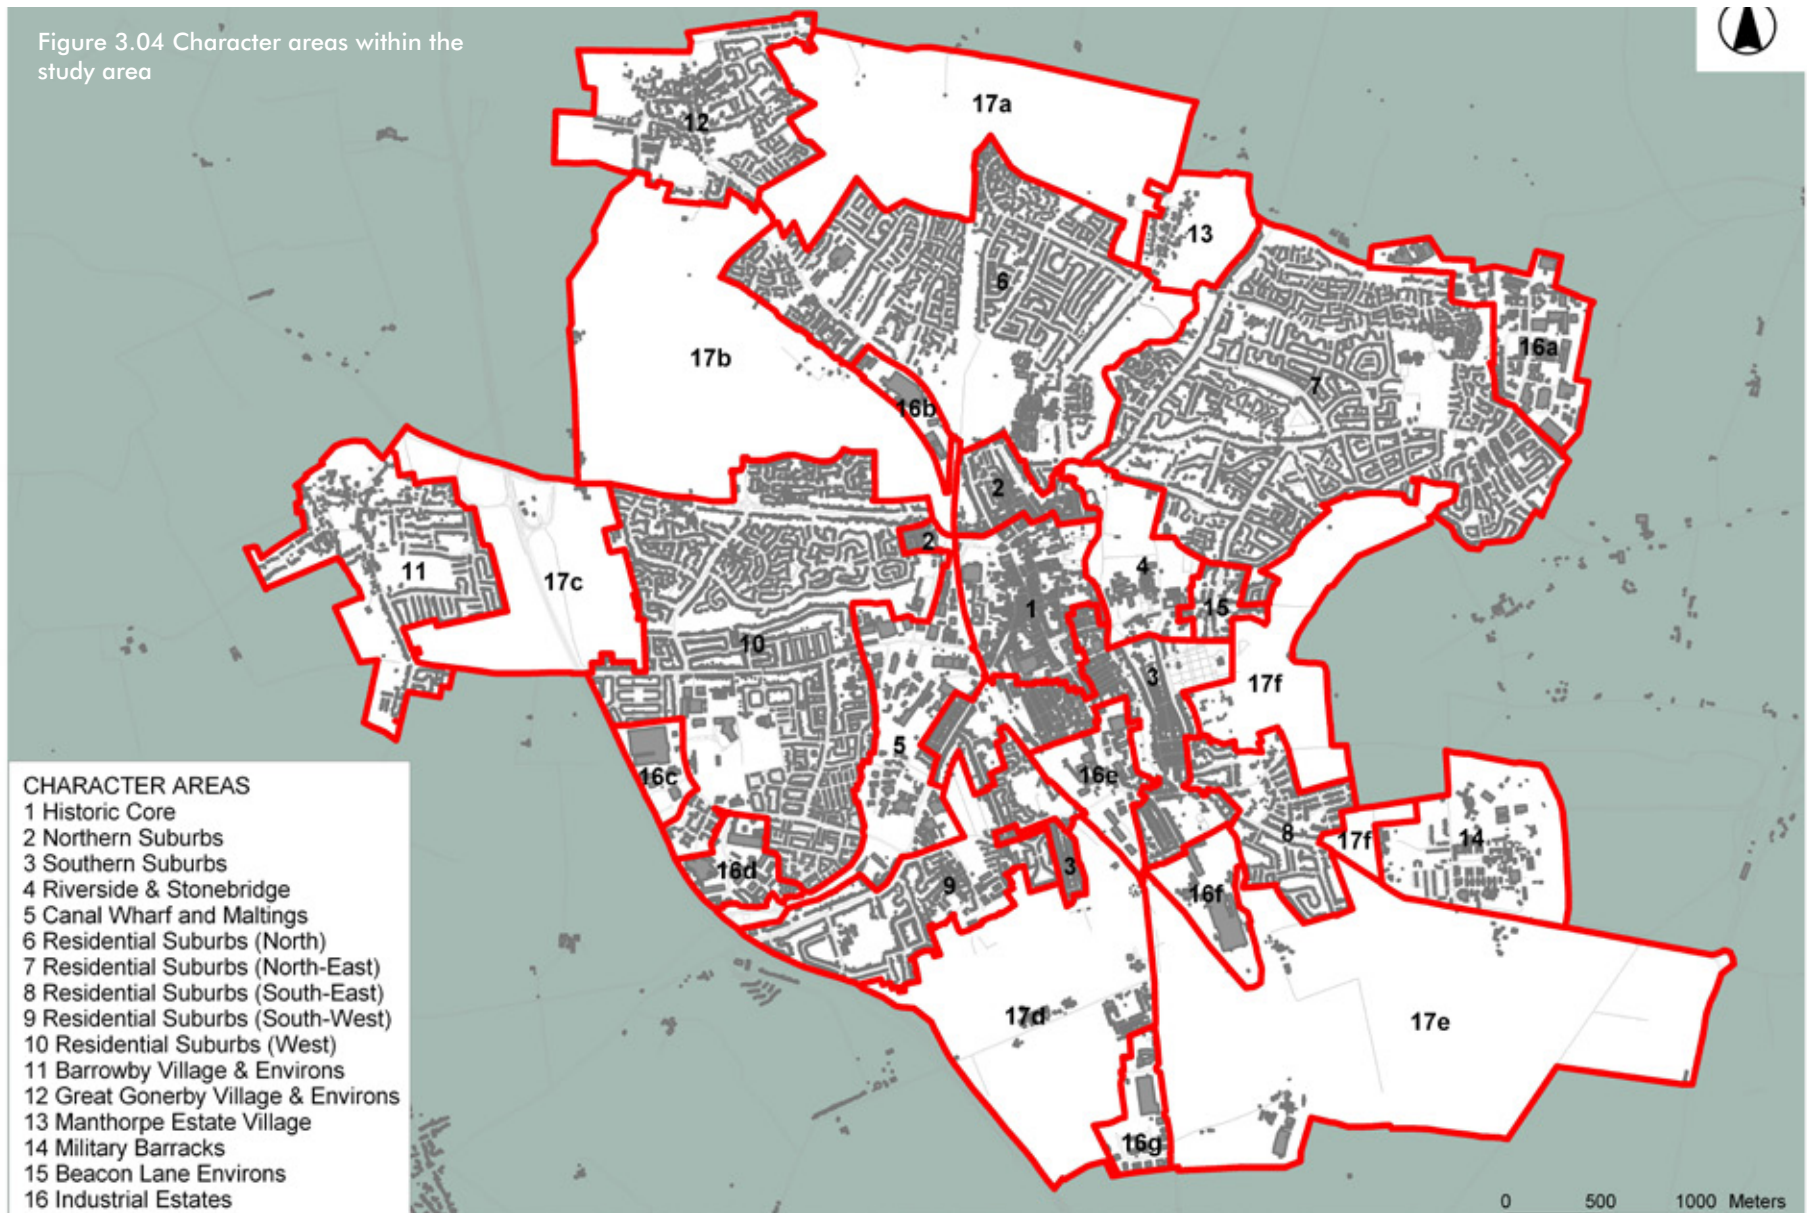 Figure 3.04 Character areas within the
study area
17a
12
13
6
16a
17b
7
16b
2
2
11
17c
4
1
15
10
3
17f
5
16c
16e
8
17f
14
16d
3
9
16f
17d
17e
16g
CHARACTER AREAS
1 Historic Core
2 Northern Suburbs
3 Southern Suburbs
4 Riverside & Stonebridge
5 Canal Wharf and Maltings
6 Residential Suburbs (North)
7 Residential Suburbs (North-East)
8 Residential Suburbs (South-East)
9 Residential Suburbs (South-West)
10 Residential Suburbs (West)
11 Barrowby Village & Environs
12 Great Gonerby Village & Environs
13 Manthorpe Estate Village
14 Military Barracks
15 Beacon Lane Environs
16 Industrial Estates
0 500 1000 Meters